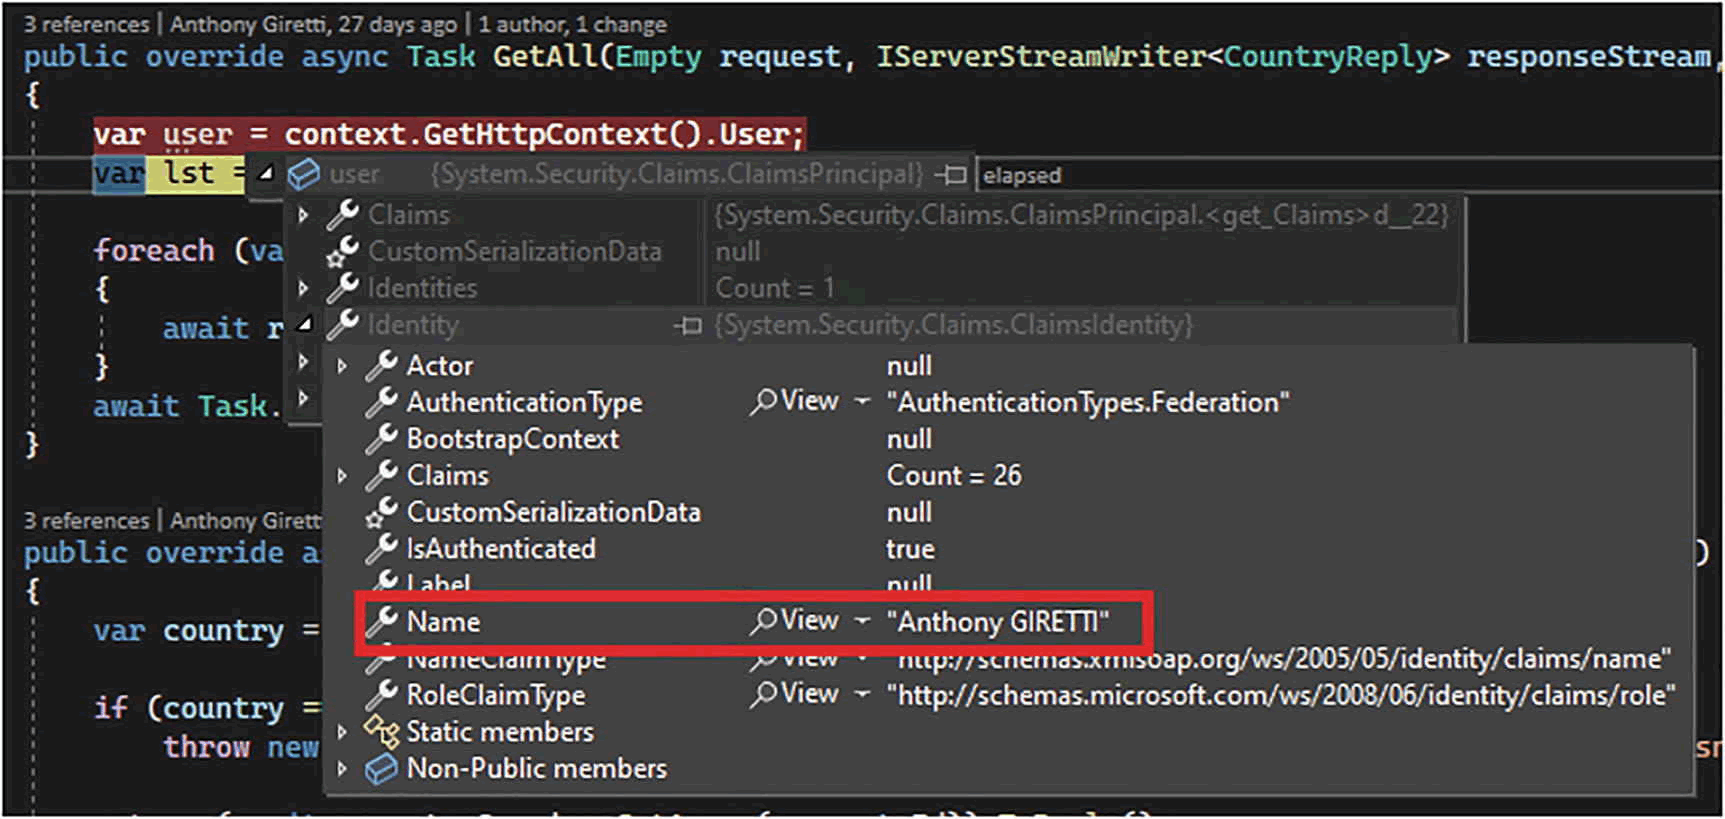 3 references | Anthony Giretti, 27 days ago | 1 author, 1 change
public override async Task GetAll(Empty request, IServerStreamWriter<CountryReply> responseStream,
{
var user = context.GetHttpContext().User;
var lst = user {System.Security.Claims.ClaimsPrincipal} elapsed
Claims {System.Security.Claims.ClaimsPrincipal.<get_Claims>d__22}
foreach (va CustomSerializationData null
{ Identities Count = 1
await r Identity {System.Security.Claims.ClaimsIdentity}
} Actor null
await Task. AuthenticationType View "AuthenticationTypes.Federation"
} BootstrapContext null
Claims Count = 26
3 references | Anthony Girett CustomSerializationData null
public override a IsAuthenticated true )
{ Label null
var country = Name View "Anthony GIRETTI"
NameClaimType View "http://schemas.xmlsoap.org/ws/2005/05/identity/claims/name"
if (country = RoleClaimType View "http://schemas.microsoft.com/ws/2008/06/identity/claims/role"
throw new Static members
Non-Public members